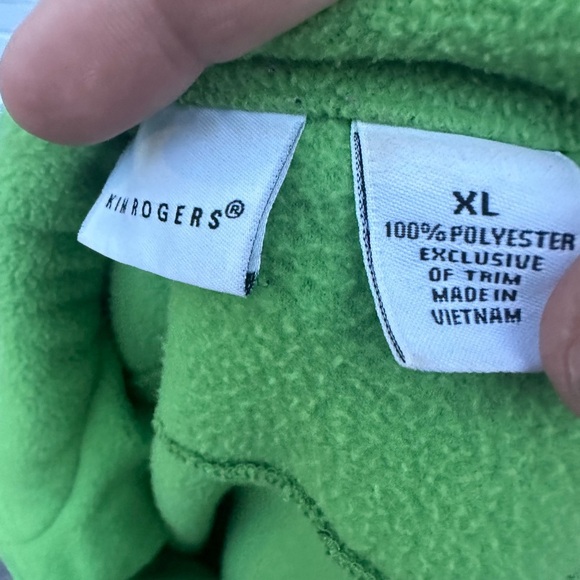 KIM ROGERS®
XL
100% POLYESTER
EXCLUSIVE
OF TRIM
MADE IN
VIETNAM